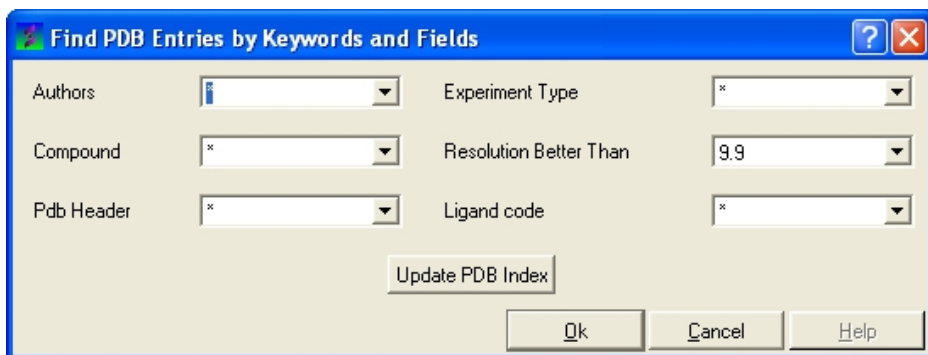 Find PDB Entries by Keywords and Fields ?
Authors * Experiment Type *
Compound * Resolution Better Than 9.9
Pdb Header * Ligand code *
Update PDB Index
Ok Cancel Help